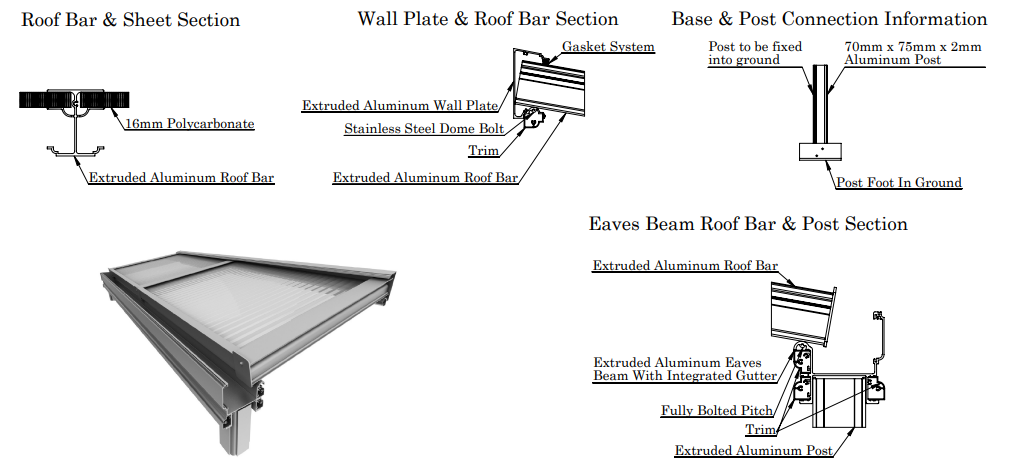 Roof Bar & Sheet Section
16mm Polycarbonate
Extruded Aluminum Roof Bar
Wall Plate & Roof Bar Section
Gasket System
Extruded Aluminum Wall Plate
Stainless Steel Dome Bolt
Trim
Extruded Aluminum Roof Bar
Base & Post Connection Information
Post to be fixed
into ground
70mm x 75mm x 2mm
Aluminum Post
Post Foot In Ground
Eaves Beam Roof Bar & Post Section
Extruded Aluminum Roof Bar
Extruded Aluminum Eaves
Beam With Integrated Gutter
Fully Bolted Pitch
Trim
Extruded Aluminum Post